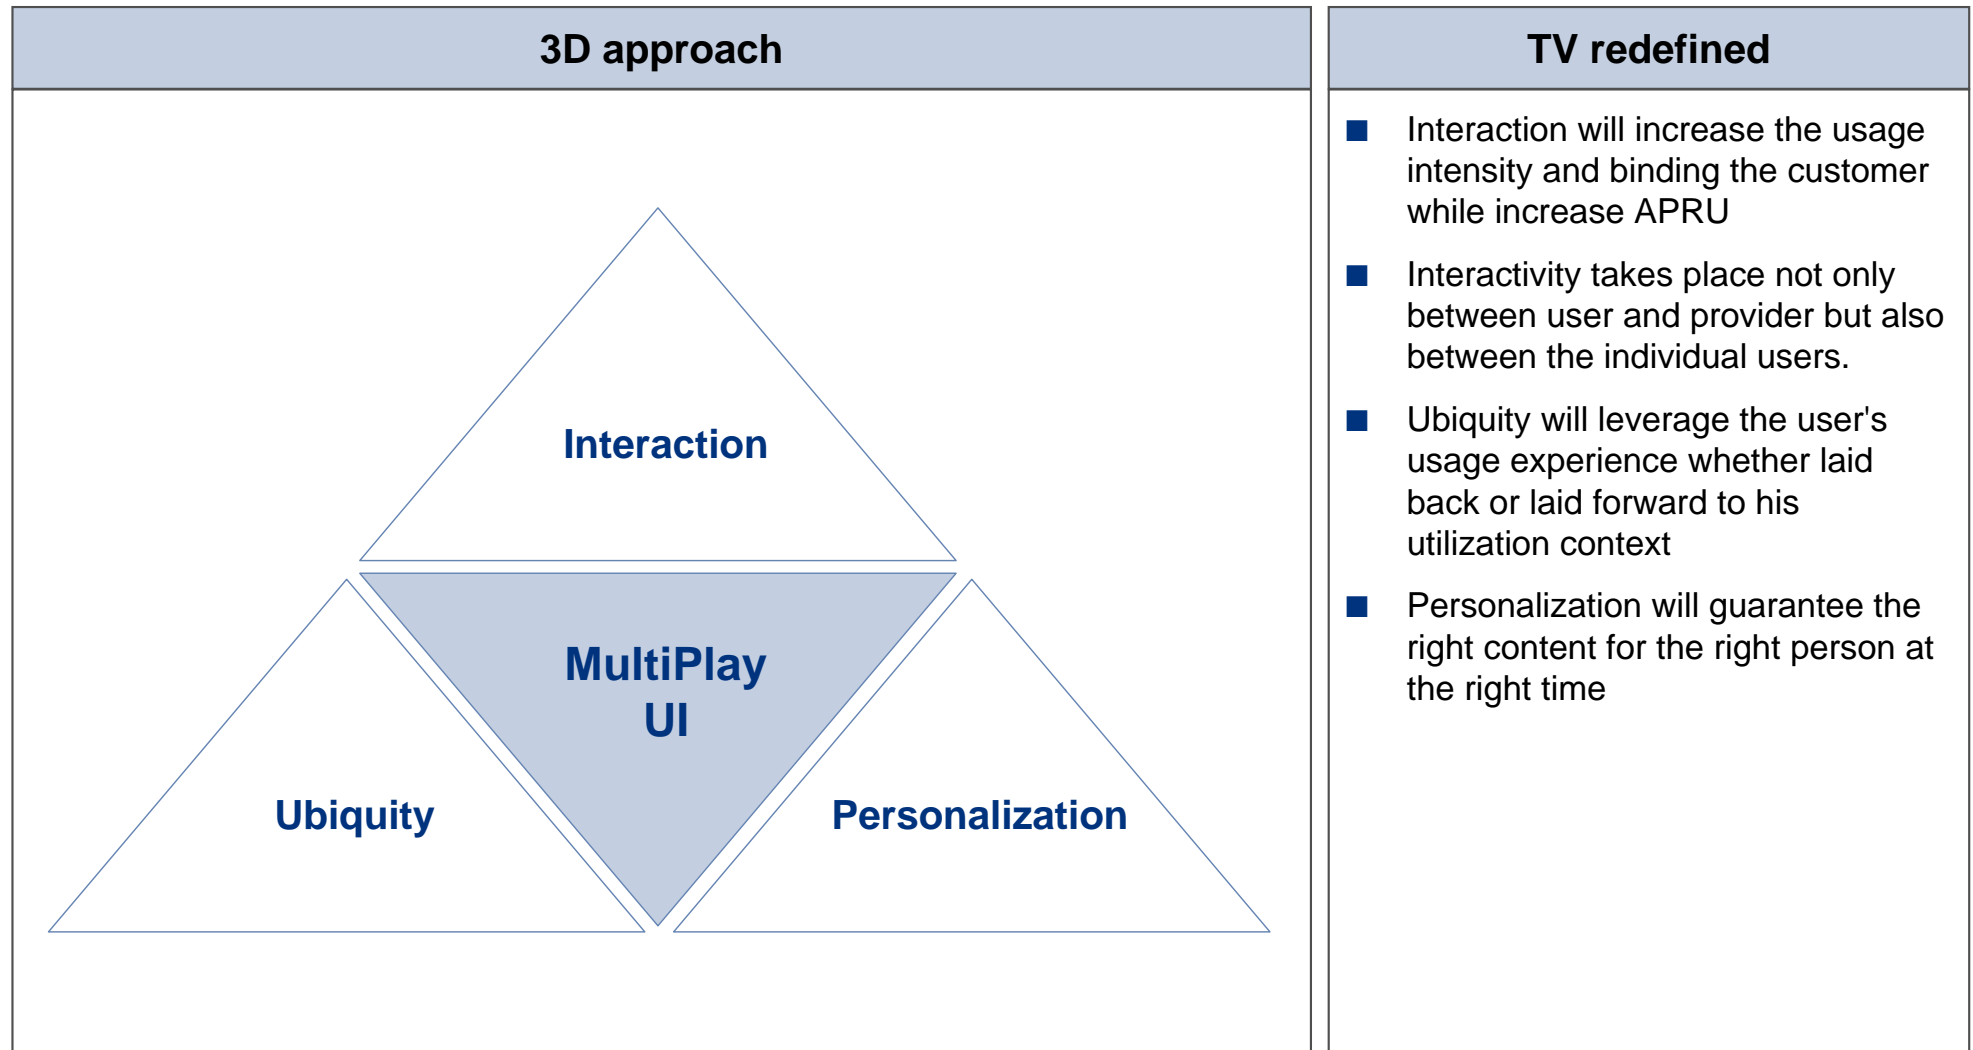 3D approach
Interaction
MultiPlay
UI
Ubiquity
Personalization
TV redefined
Interaction will increase the usage
intensity and binding the customer
while increase APRU
Interactivity takes place not only
between user and provider but also
between the individual users.
Ubiquity will leverage the user's
usage experience whether laid
back or laid forward to his
utilization context
Personalization will guarantee the
right content for the right person at
the right time